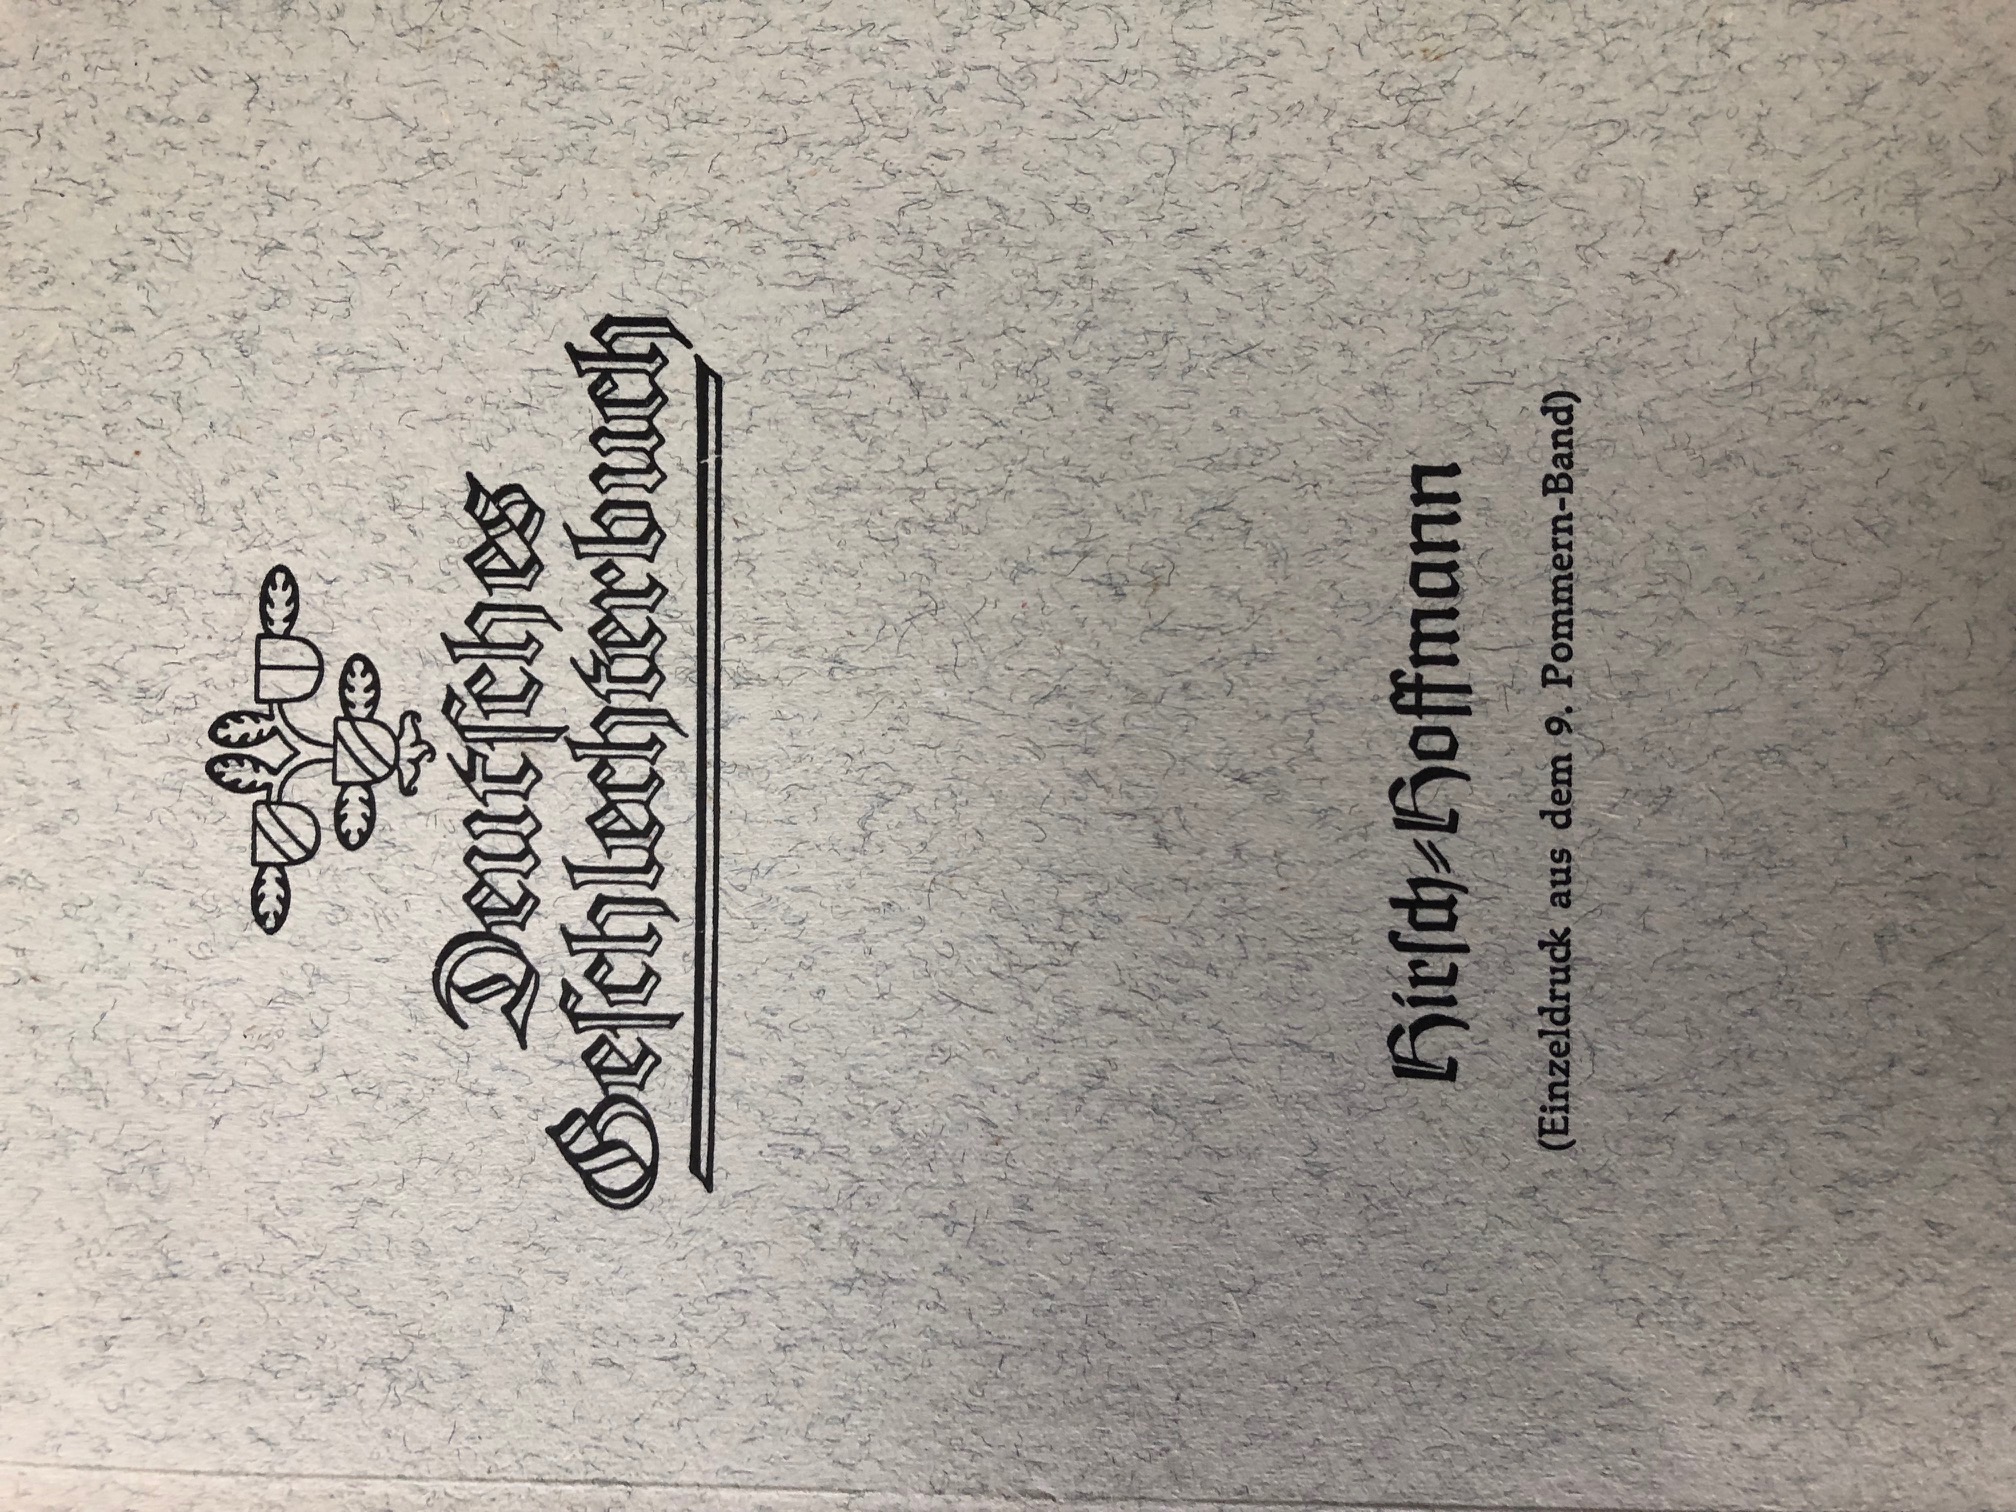 Deutſches
Geſchlechterbuch
Hirſch⸗Hoffmann
(Einzeldruck aus dem 9. Pommern-Band)